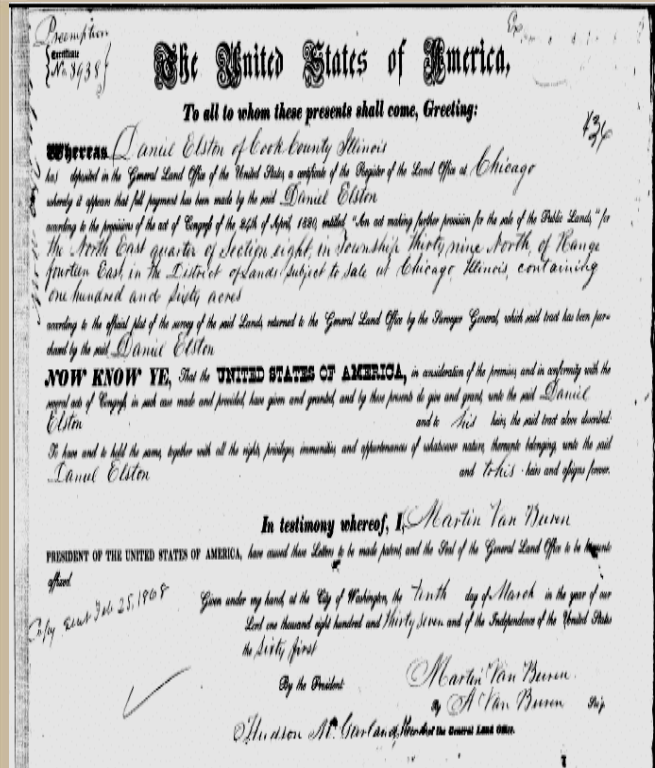 Preemption
Certificate
No. 3938
The United States of America,
436
To all to whom these presents shall come, Greeting:
Whereas Daniel Elston of Cook County Illinois
has deposited in the General Land Office of the United States, a certificate of the Register of the Land Office at Chicago
whereby it appears that full payment has been made by the said Daniel Elston
according to the provisions of the act of Congress of the 24th of April, 1820, entitled "An act making further provision for the sale of the Public Lands," for
the North East quarter of Section eight, in Township thirty nine North, of Range
fourteen East, in the District of Lands subject to sale at Chicago, Illinois, containing
one hundred and sixty acres
according to the official plat of the survey of the said Lands, returned to the General Land Office by the Surveyor General, which said tract has been pur-
chased by the said Daniel Elston
NOW KNOW YE, That the UNITED STATES OF AMERICA, in consideration of the premises, and in conformity with the
several acts of Congress, in such case made and provided, have given and granted, and by these presents do give and grant, unto the said Daniel
Elston and to his heirs, the said tract above described:
To have and to hold the same, together with all the rights, privileges, immunities, and appurtenances of whatsoever nature, thereunto belonging, unto the said
Daniel Elston and to his heirs and assigns forever.
In testimony whereof, I, Martin Van Buren
PRESIDENT OF THE UNITED STATES OF AMERICA, have caused these Letters to be made patent, and the Seal of the General Land Office to be hereunto
affixed.
Copy Feb 25, 1868
Given under my hand, at the City of Washington, the tenth day of March in the year of our
Lord one thousand eight hundred and thirty seven and of the Independence of the United States
the sixty first
By the President: Martin Van Buren.
By A Van Buren Sec'y.
Hudson M. Garland, Recorder of the General Land Office.